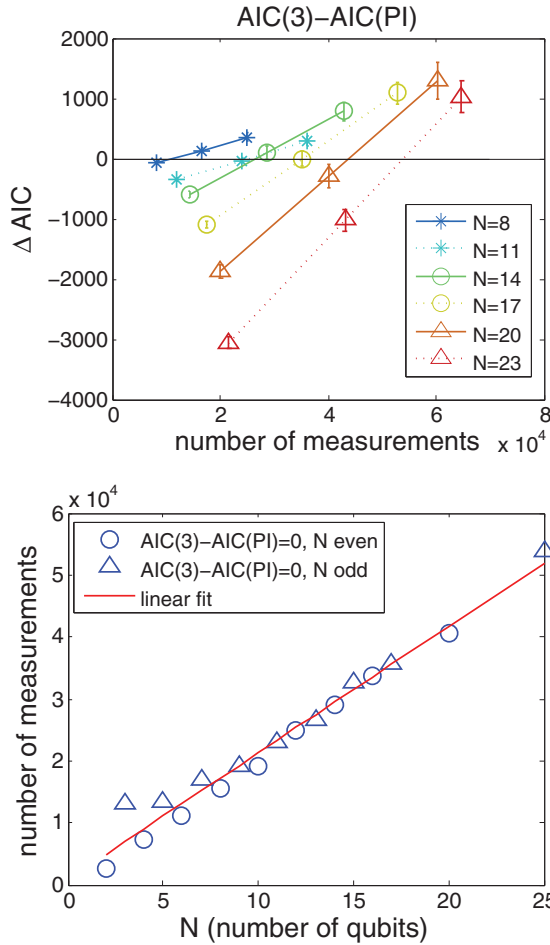 AIC(3)−AIC(PI)
2000
1000
0
−1000
−2000
−3000
−4000
Δ AIC
N=8
N=11
N=14
N=17
N=20
N=23
0 2 4 6 8
number of measurements
x 10^4
x 10^4
6
5
4
3
2
1
0
number of measurements
AIC(3)−AIC(PI)=0, N even
AIC(3)−AIC(PI)=0, N odd
linear fit
0 5 10 15 20 25
N (number of qubits)